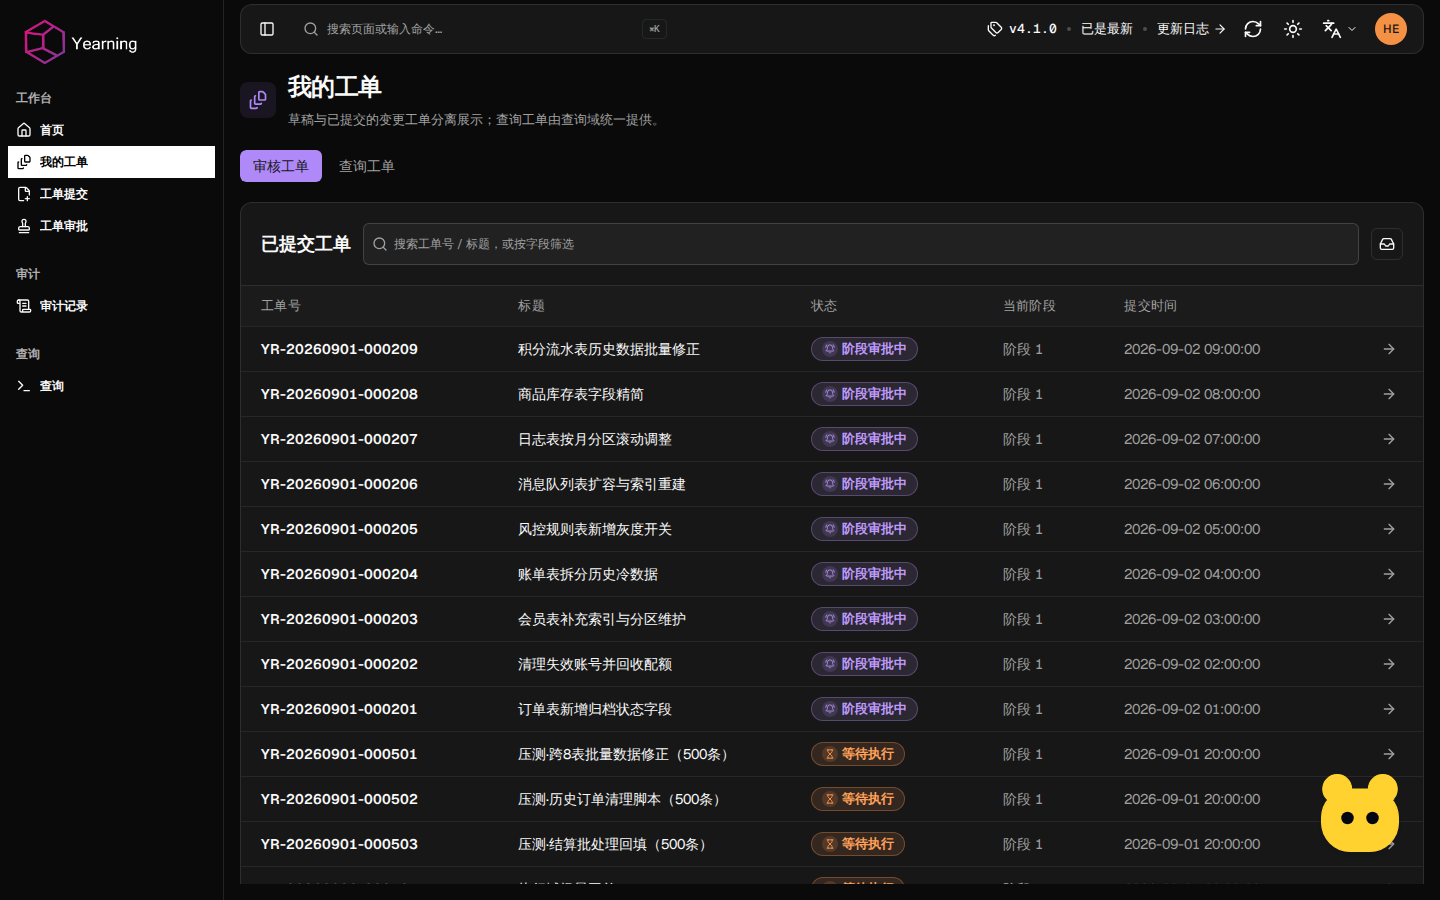 Yearning
搜索页面或输入命令...
⌘K
v4.1.0 • 已是最新 • 更新日志
HE
工作台
首页
我的工单
工单提交
工单审批
审计
审计记录
查询
查询
我的工单
草稿与已提交的变更工单分离展示；查询工单由查询域统一提供。
审核工单 查询工单
已提交工单
搜索工单号 / 标题，或按字段筛选
工单号 标题 状态 当前阶段 提交时间
YR-20260901-000209 积分流水表历史数据批量修正 阶段审批中 阶段 1 2026-09-02 09:00:00
YR-20260901-000208 商品库存表字段精简 阶段审批中 阶段 1 2026-09-02 08:00:00
YR-20260901-000207 日志表按月分区滚动调整 阶段审批中 阶段 1 2026-09-02 07:00:00
YR-20260901-000206 消息队列表扩容与索引重建 阶段审批中 阶段 1 2026-09-02 06:00:00
YR-20260901-000205 风控规则表新增灰度开关 阶段审批中 阶段 1 2026-09-02 05:00:00
YR-20260901-000204 账单表拆分历史冷数据 阶段审批中 阶段 1 2026-09-02 04:00:00
YR-20260901-000203 会员表补充索引与分区维护 阶段审批中 阶段 1 2026-09-02 03:00:00
YR-20260901-000202 清理失效账号并回收配额 阶段审批中 阶段 1 2026-09-02 02:00:00
YR-20260901-000201 订单表新增归档状态字段 阶段审批中 阶段 1 2026-09-02 01:00:00
YR-20260901-000501 压测·跨8表批量数据修正（500条） 等待执行 阶段 1 2026-09-01 20:00:00
YR-20260901-000502 压测·历史订单清理脚本（500条） 等待执行 阶段 1 2026-09-01 20:00:00
YR-20260901-000503 压测·结算批处理回填（500条） 等待执行 阶段 1 2026-09-01 20:00:00